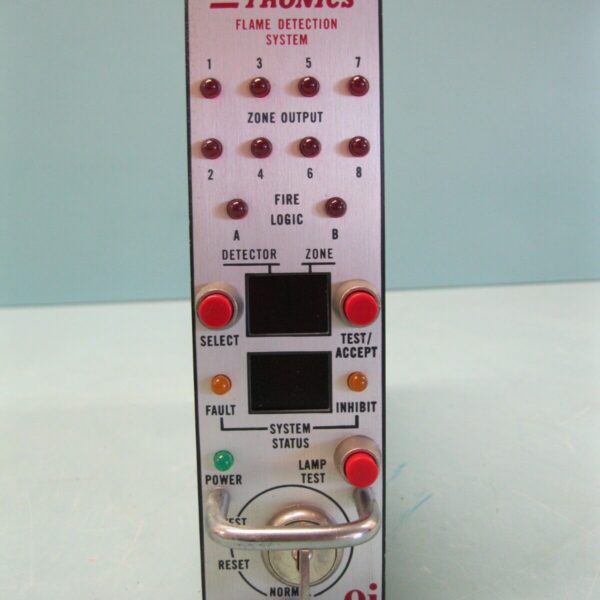 TRONICS
FLAME DETECTION
SYSTEM
1 3 5 7
ZONE OUTPUT
2 4 6 8
FIRE
LOGIC
A B
DETECTOR ZONE
SELECT
TEST/
ACCEPT
FAULT INHIBIT
SYSTEM
STATUS
POWER
LAMP
TEST
RESET